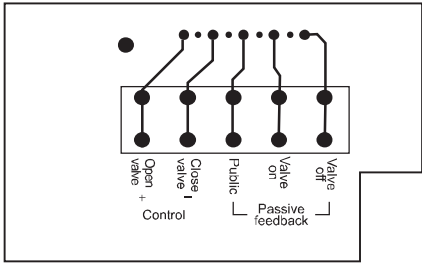 Open
valve +
Close
valve –
Public
Valve
on
Valve
off
Control
Passive
feedback